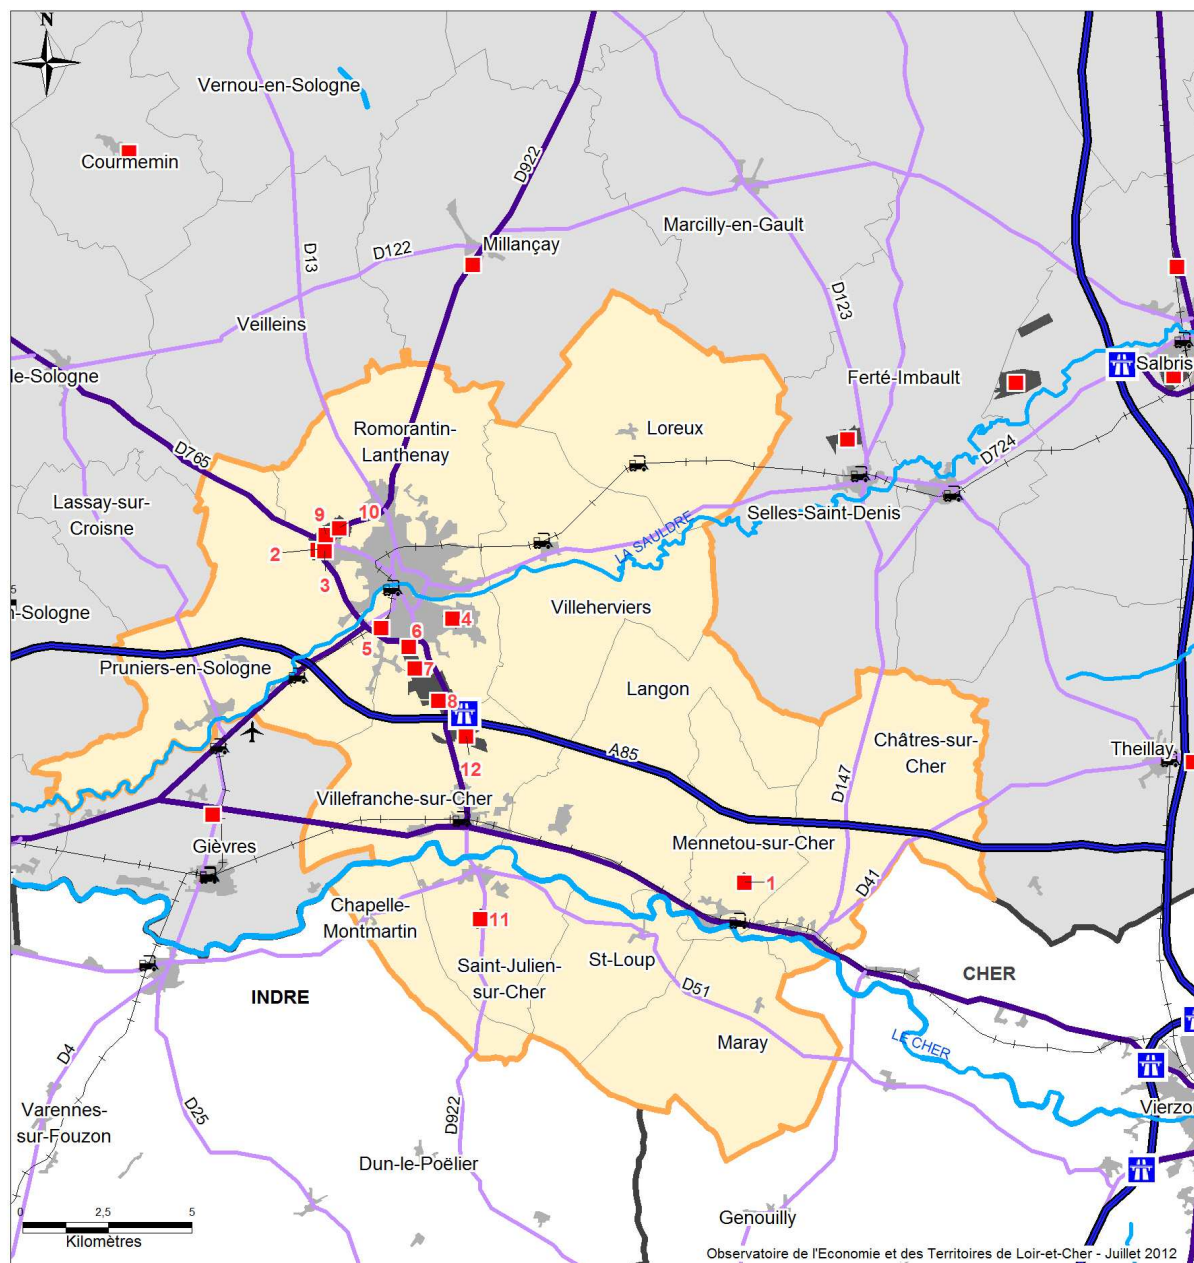 N
Vernou-en-Sologne
Courmemin
D922
Marcilly-en-Gault
Millançay
D122
D13
D123
Veilleins
le-Sologne
Salbris
Ferté-Imbault
Romorantin-
Lanthenay
Loreux
D765
D724
Lassay-sur-
Croisne
9
10
Selles-Saint-Denis
LA SAULDRE
2
3
5
n-Sologne
Villeherviers
4
5
6
7
Pruniers-en-Sologne
Langon
8
Châtres-sur-
Cher
A85
Theillay
12
D147
Villefranche-sur-Cher
Gièvres
Mennetou-sur-Cher
1
D41
Chapelle-
Montmartin
11
St-Loup
Saint-Julien-
sur-Cher
CHER
INDRE
D51
Maray
LE CHER
D4
D25
D922
Varennes-
sur-Fouzon
Vierzo
Dun-le-Poëlier
Genouilly
0 2,5 5
Kilomètres
Observatoire de l'Economie et des Territoires de Loir-et-Cher - Juillet 2012